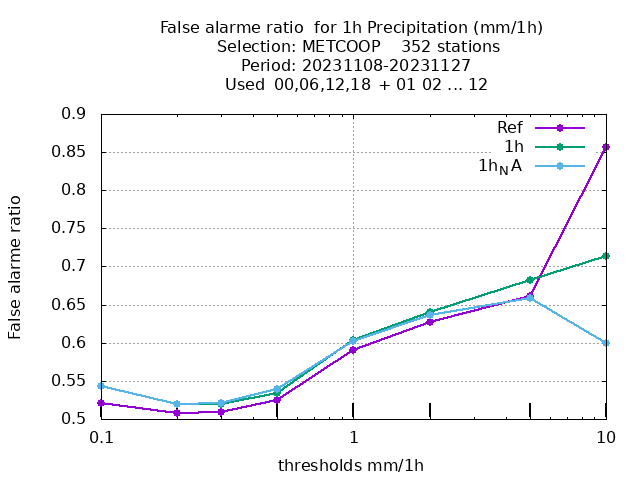 False alarme ratio  for 1h Precipitation (mm/1h)
Selection: METCOOP    352 stations
Period: 20231108-20231127
Used  00,06,12,18 + 01 02 ... 12
0.9
0.85
0.8
0.75
0.7
0.65
0.6
0.55
0.5
False alarme ratio
Ref
1h
1h_NA
0.1
1
10
thresholds mm/1h